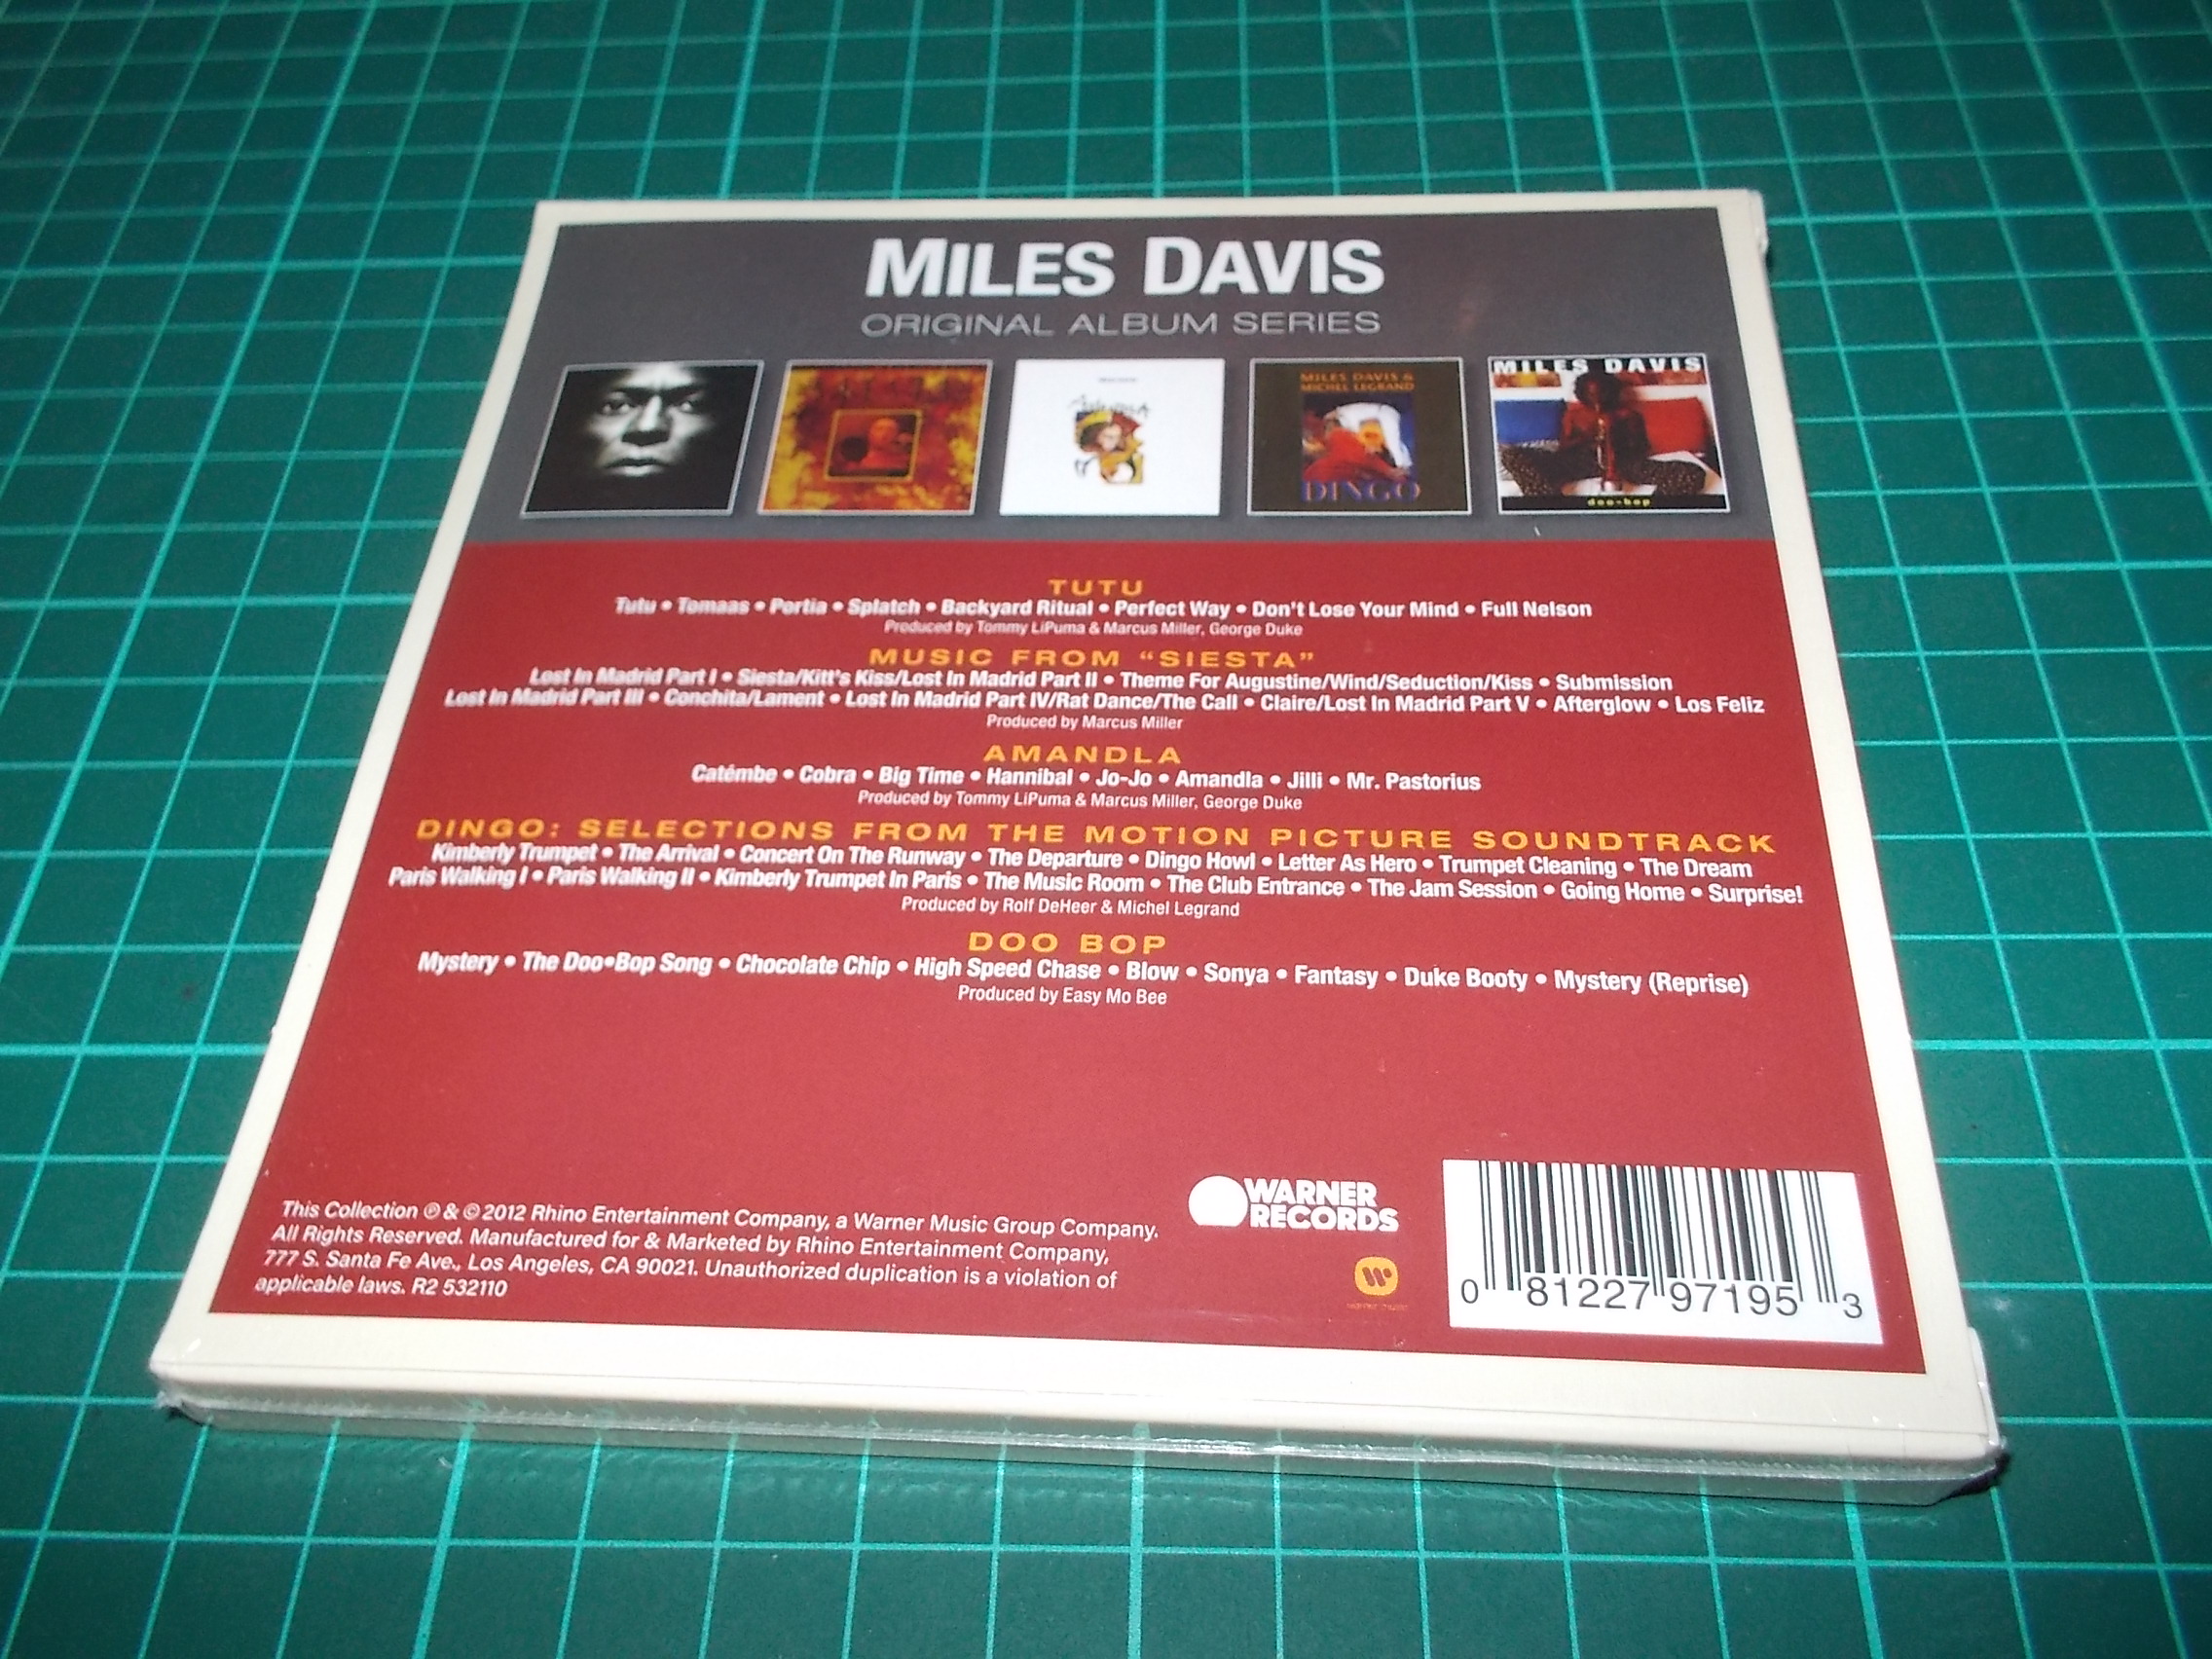 MILES DAVIS
ORIGINAL ALBUM SERIES
MILES DAVIS &
MICHEL LEGRAND
DINGO
MILES DAVIS
doo-bop
TUTU
Tutu • Tomaas • Portia • Splatch • Backyard Ritual • Perfect Way • Don't Lose Your Mind • Full Nelson
Produced by Tommy LiPuma & Marcus Miller, George Duke
MUSIC FROM “SIESTA”
Lost In Madrid Part I • Siesta/Kitt's Kiss/Lost In Madrid Part II • Theme For Augustine/Wind/Seduction/Kiss • Submission
Lost In Madrid Part III • Conchita/Lament • Lost In Madrid Part IV/Rat Dance/The Call • Claire/Lost In Madrid Part V • Afterglow • Los Feliz
Produced by Marcus Miller
AMANDLA
Catémbe • Cobra • Big Time • Hannibal • Jo-Jo • Amandla • Jilli • Mr. Pastorius
Produced by Tommy LiPuma & Marcus Miller, George Duke
DINGO: SELECTIONS FROM THE MOTION PICTURE SOUNDTRACK
Kimberly Trumpet • The Arrival • Concert On The Runway • The Departure • Dingo Howl • Letter As Hero • Trumpet Cleaning • The Dream
Paris Walking I • Paris Walking II • Kimberly Trumpet In Paris • The Music Room • The Club Entrance • The Jam Session • Going Home • Surprise!
Produced by Rolf DeHeer & Michel Legrand
DOO BOP
Mystery • The Doo•Bop Song • Chocolate Chip • High Speed Chase • Blow • Sonya • Fantasy • Duke Booty • Mystery (Reprise)
Produced by Easy Mo Bee
This Collection ℗ & © 2012 Rhino Entertainment Company, a Warner Music Group Company.
All Rights Reserved. Manufactured for & Marketed by Rhino Entertainment Company,
777 S. Santa Fe Ave., Los Angeles, CA 90021. Unauthorized duplication is a violation of
applicable laws. R2 532110
WARNER
RECORDS
0 81227 97195 3